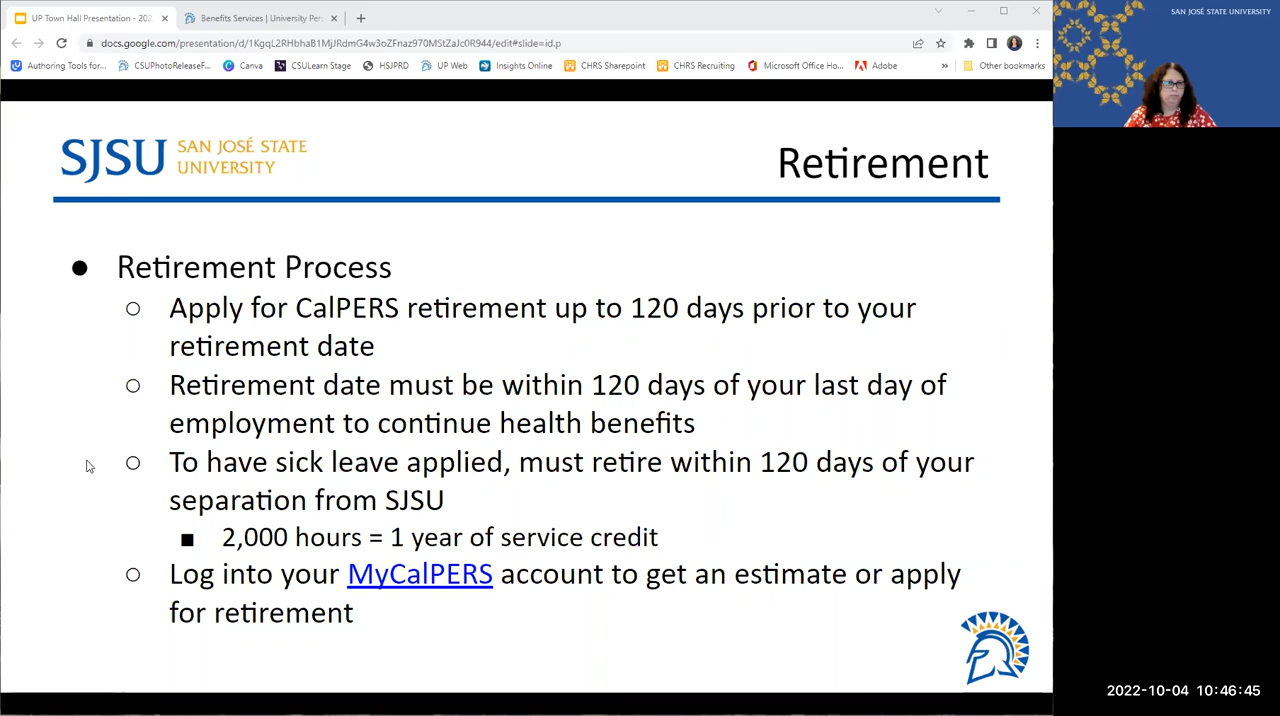 UP Town Hall Presentation - 202
Benefits Services | University Per
docs.google.com/presentation/d/1KgqL2RHbhaBtMjJRdmG4w3oZFnaz970MStZaJc0R944/edit#slide=id.p
Authoring Tools for... CSUPhotoReleaseF... Canva CSULearn Stage HSJPRD UP Web Insights Online CHRS Sharepoint CHRS Recruiting Microsoft Office Ho... Adobe » Other bookmarks
SAN JOSÉ STATE UNIVERSITY
SJSU SAN JOSÉ STATE
UNIVERSITY
Retirement
● Retirement Process
○ Apply for CalPERS retirement up to 120 days prior to your
retirement date
○ Retirement date must be within 120 days of your last day of
employment to continue health benefits
○ To have sick leave applied, must retire within 120 days of your
separation from SJSU
■ 2,000 hours = 1 year of service credit
○ Log into your MyCalPERS account to get an estimate or apply
for retirement
2022-10-04 10:46:45